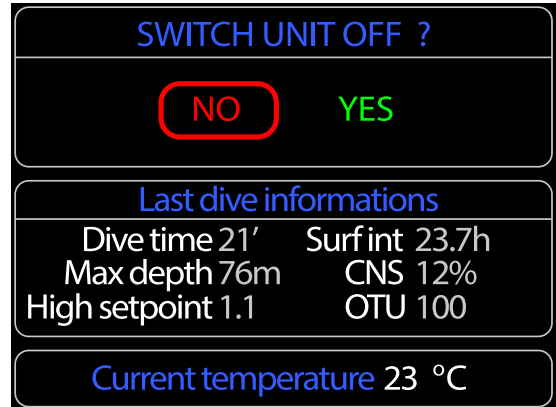 SWITCH UNIT OFF ?
NO YES
Last dive informations
Dive time 21′ Surf int 23.7h
Max depth 76m CNS 12%
High setpoint 1.1 OTU 100
Current temperature 23 °C